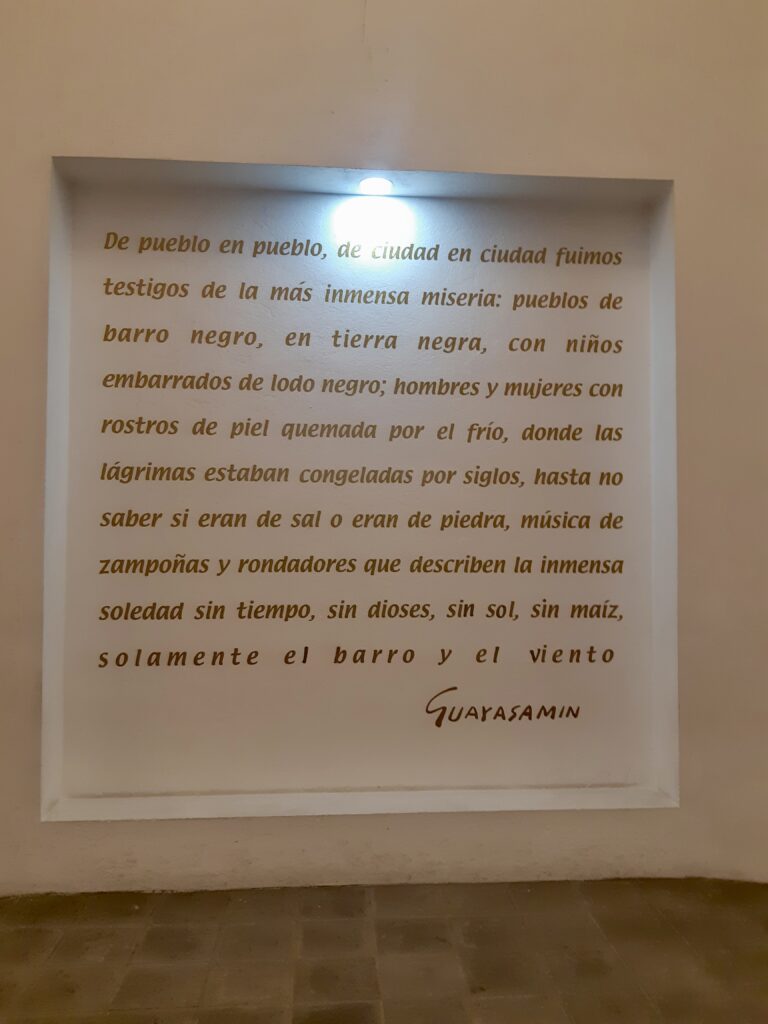 De pueblo en pueblo, de ciudad en ciudad fuimos
testigos de la más inmensa miseria: pueblos de
barro negro, en tierra negra, con niños
embarrados de lodo negro; hombres y mujeres con
rostros de piel quemada por el frío, donde las
lágrimas estaban congeladas por siglos, hasta no
saber si eran de sal o eran de piedra, música de
zampoñas y rondadores que describen la inmensa
soledad sin tiempo, sin dioses, sin sol, sin maíz,
solamente el barro y el viento
GUAYASAMIN